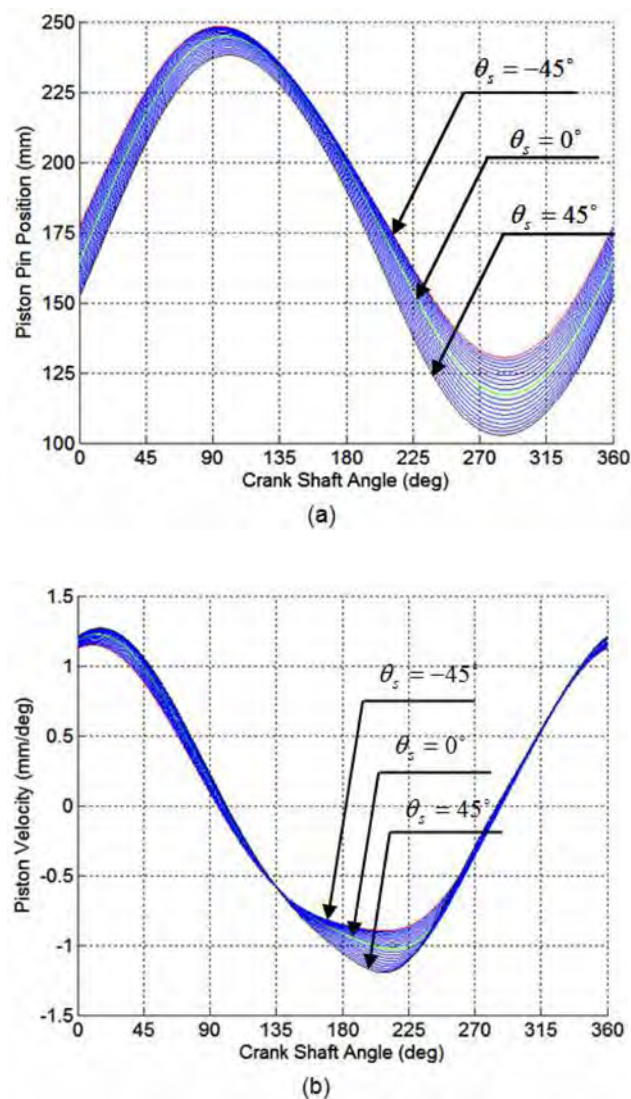 250
225
200
175
150
125
100
Piston Pin Position (mm)
θs = −45°
θs = 0°
θs = 45°
0 45 90 135 180 225 270 315 360
Crank Shaft Angle (deg)
(a)
1.5
1
0.5
0
-0.5
-1
-1.5
Piston Velocity (mm/deg)
θs = −45°
θs = 0°
θs = 45°
0 45 90 135 180 225 270 315 360
Crank Shaft Angle (deg)
(b)